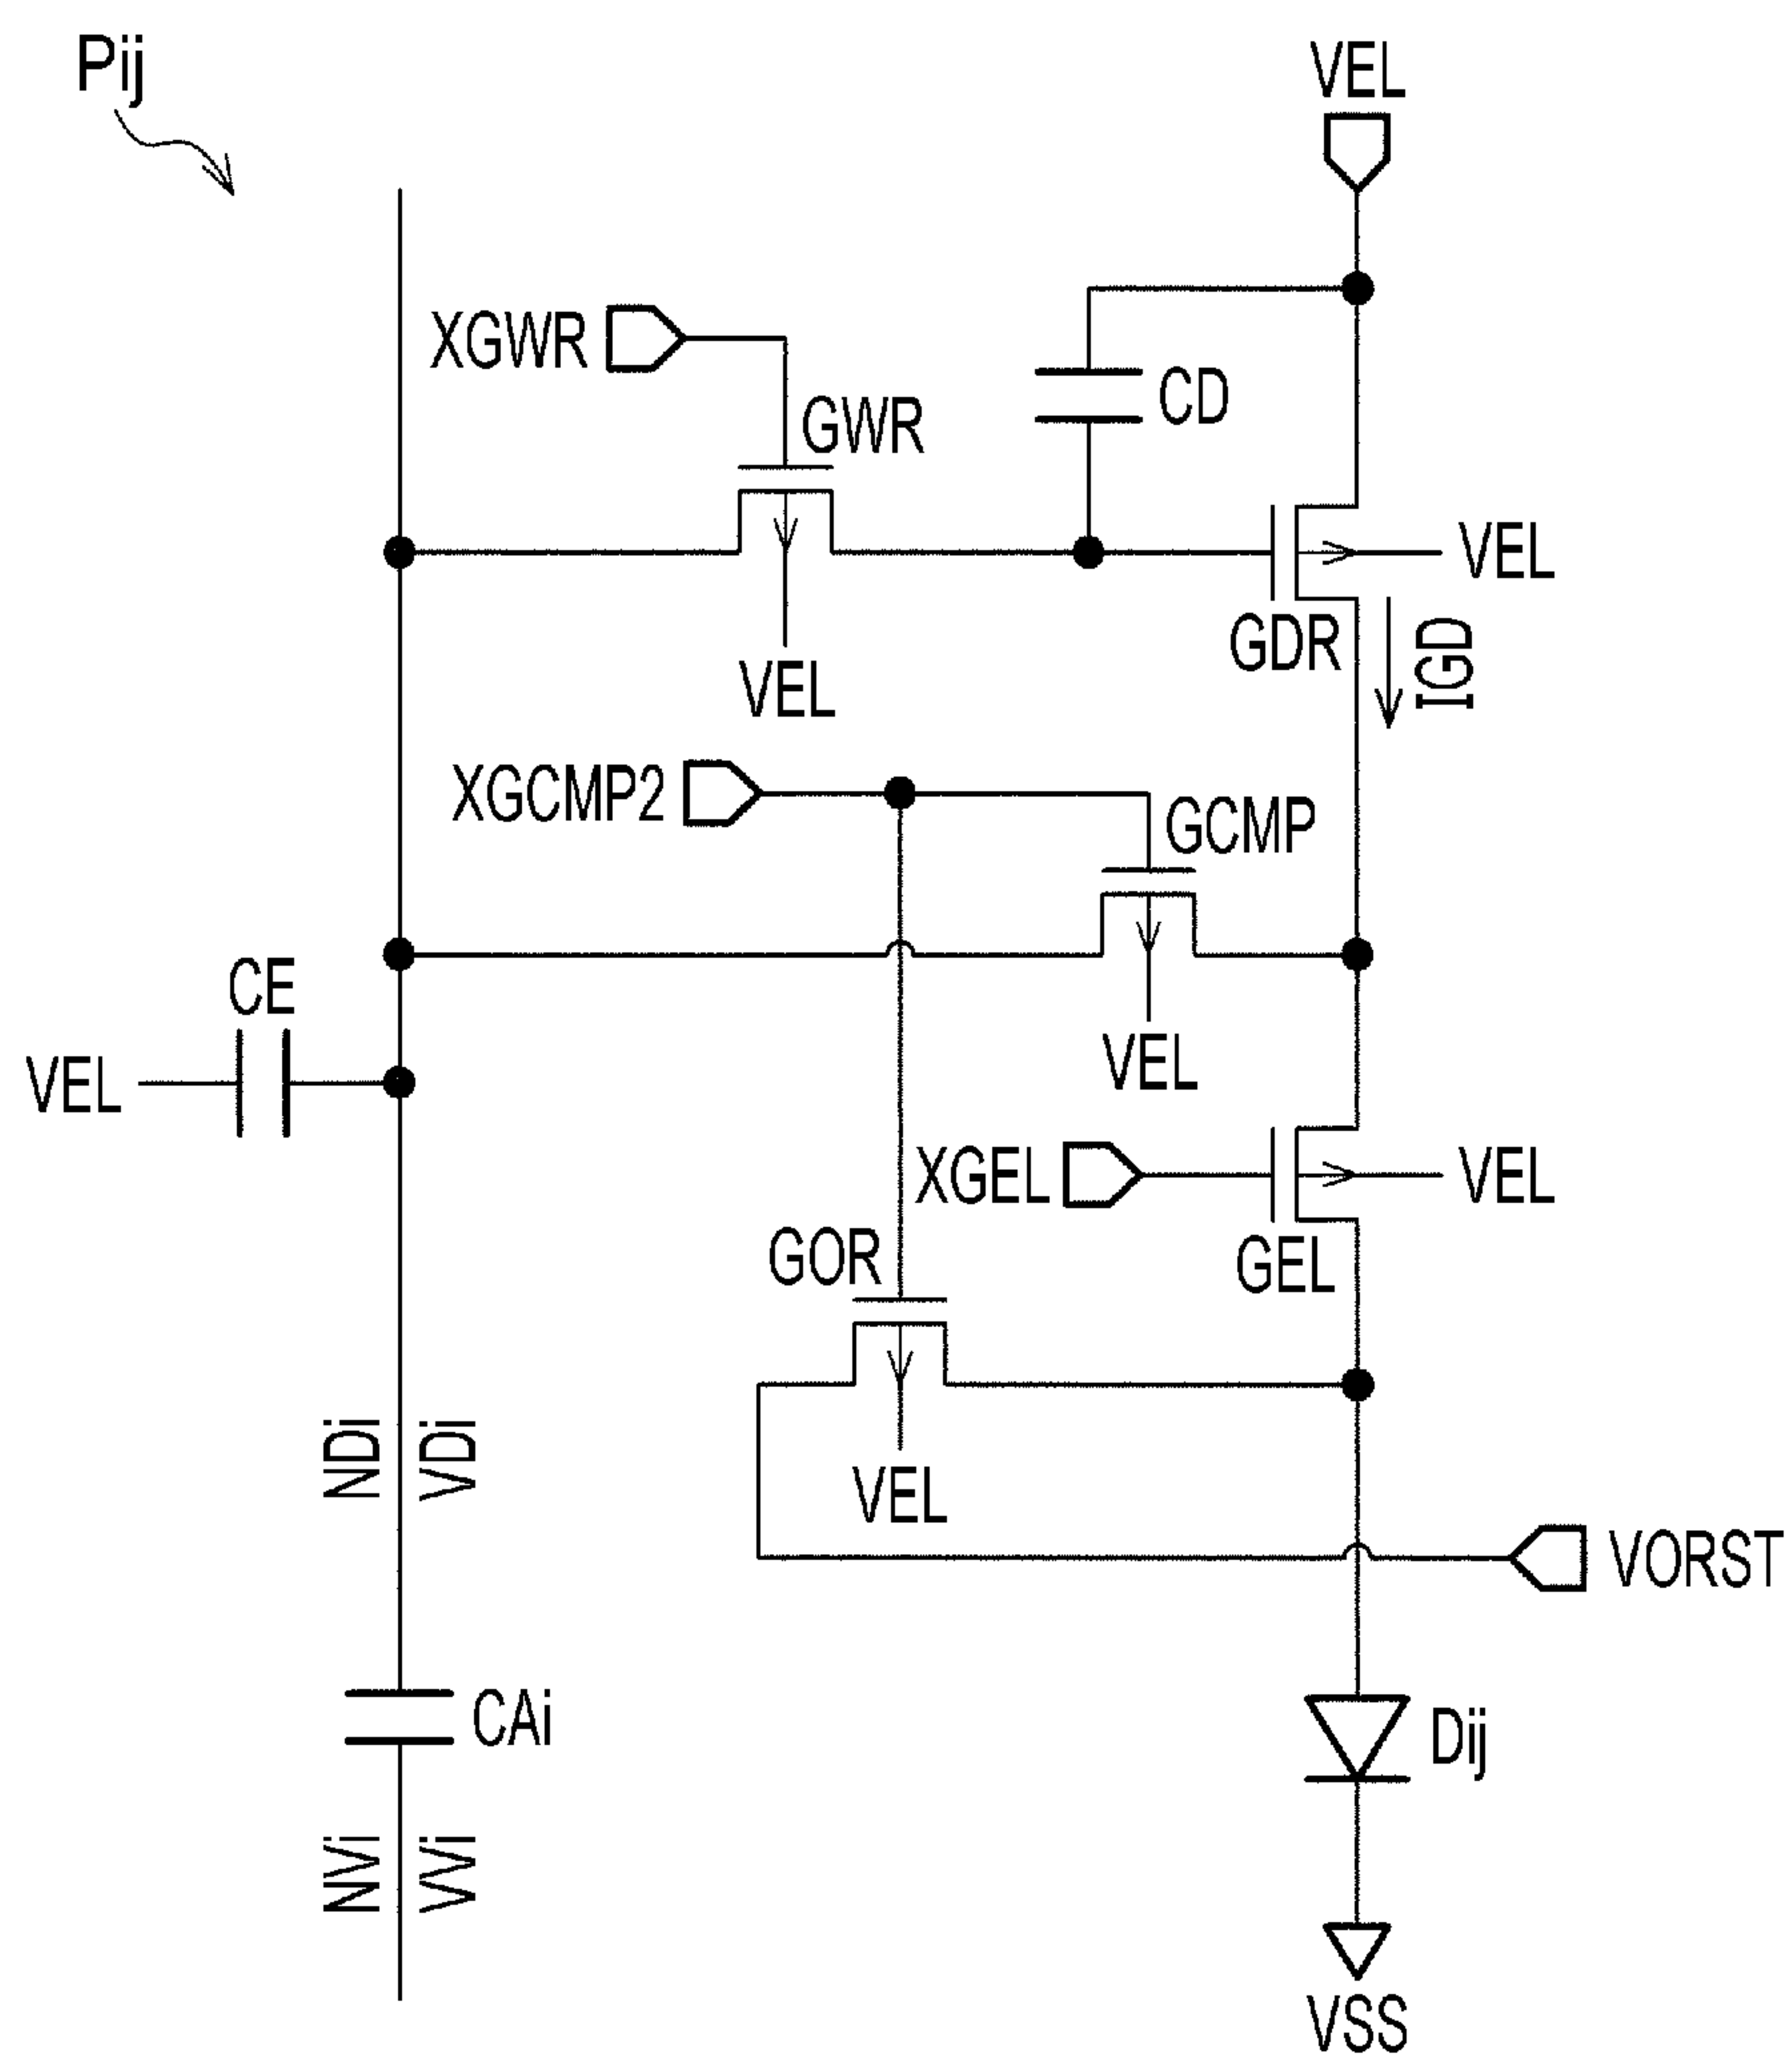 Pij
VEL
XGWR
CD
GWR
VEL
GDR
IGD
VEL
XGCMP2
GCMP
CE
VEL
VEL
XGEL
VEL
GOR
GEL
NDi
VDi
VEL
VORST
CAi
Dij
NVi
VVi
VSS